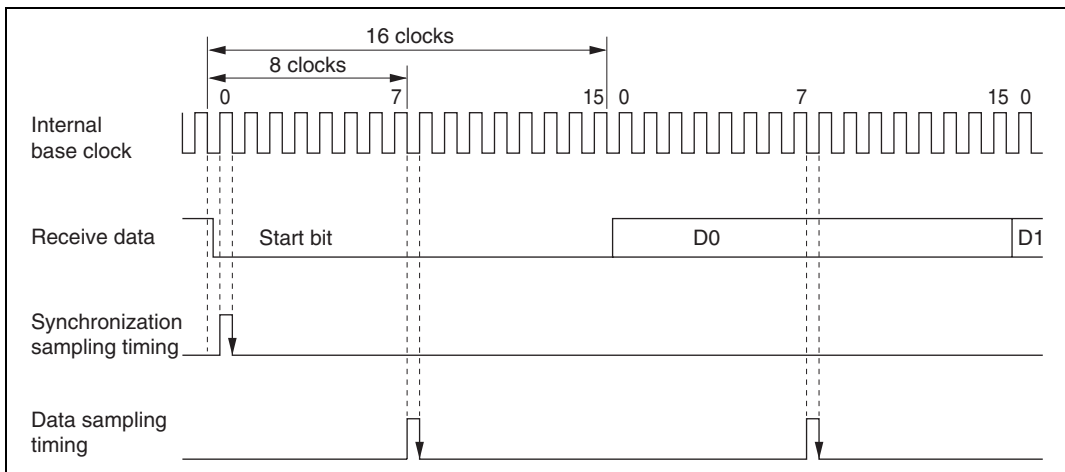 16 clocks
8 clocks
0 7 15 0 7 15 0
Internal
base clock
Receive data Start bit D0 D1
Synchronization
sampling timing
Data sampling
timing